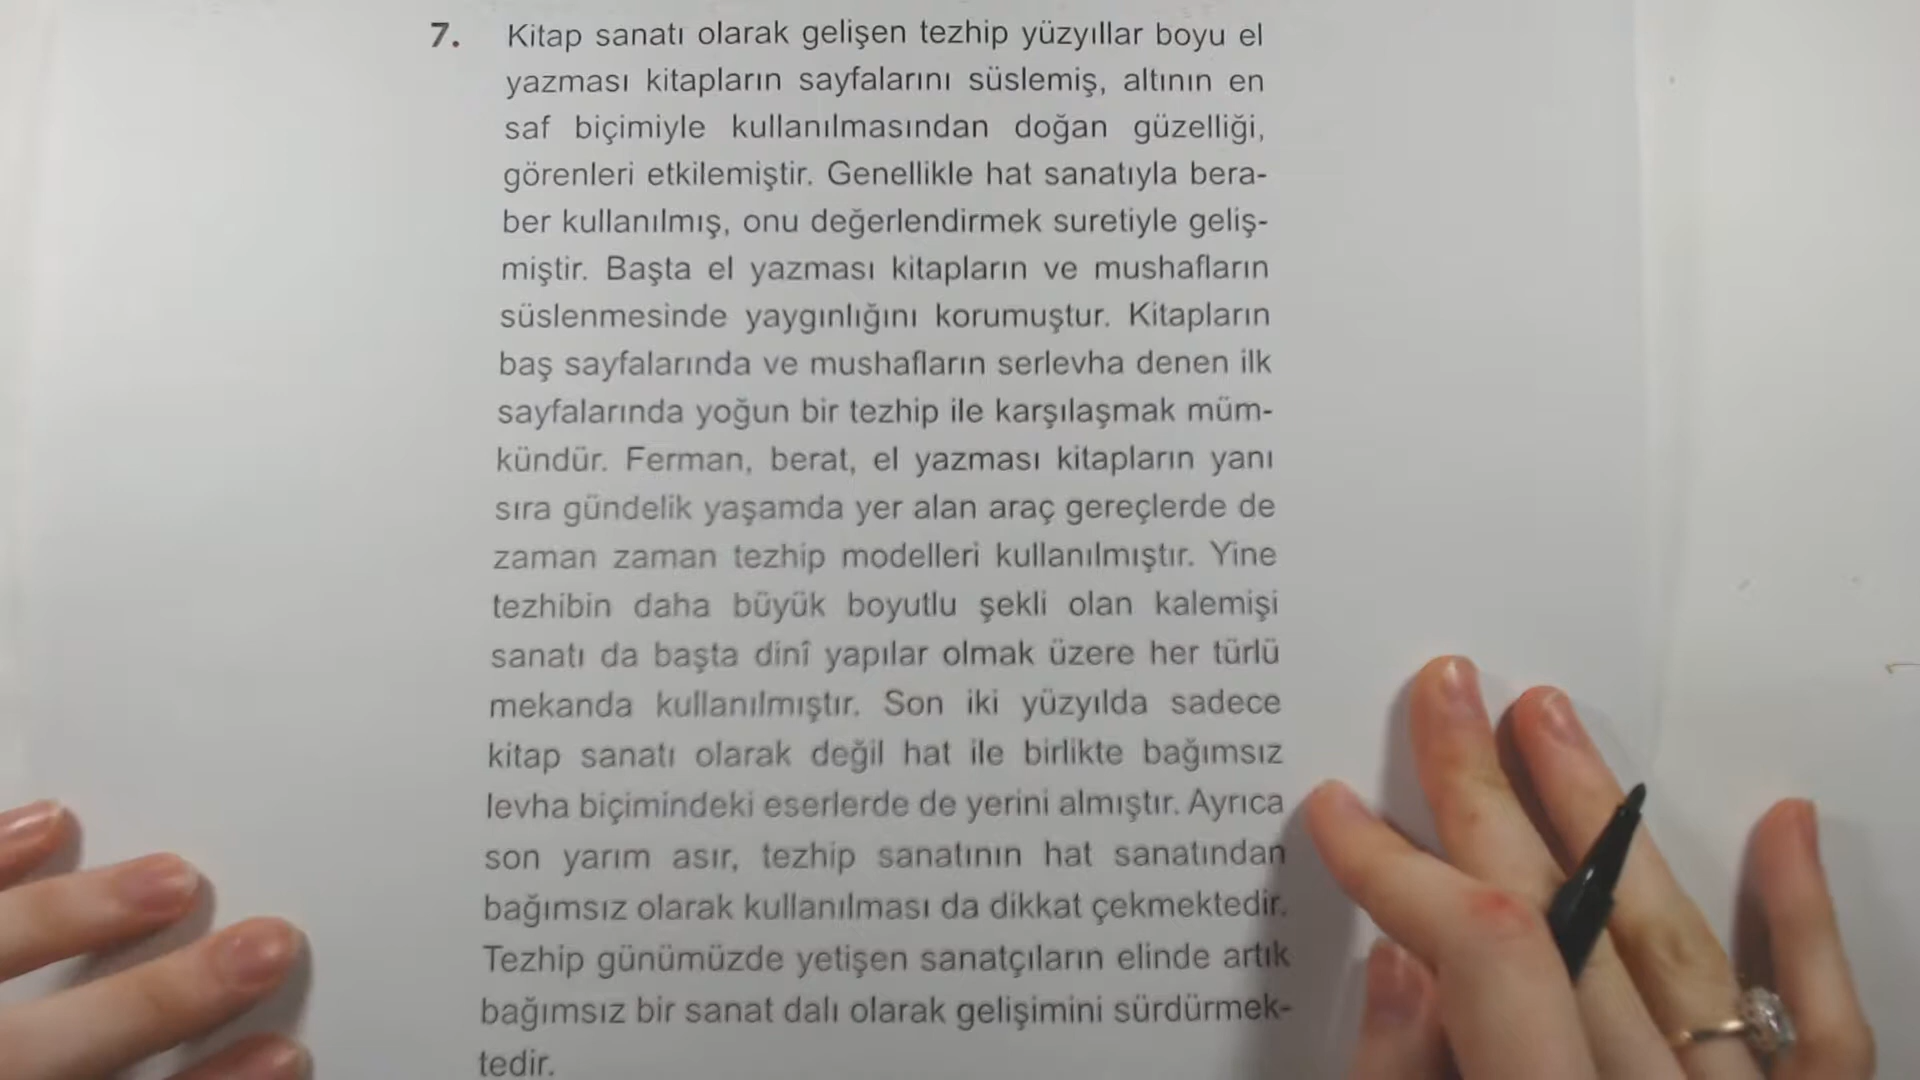 7. Kitap sanatı olarak gelişen tezhip yüzyıllar boyu el
yazması kitapların sayfalarını süslemiş, altının en
saf biçimiyle kullanılmasından doğan güzelliği,
görenleri etkilemiştir. Genellikle hat sanatıyla bera-
ber kullanılmış, onu değerlendirmek suretiyle geliş-
miştir. Başta el yazması kitapların ve mushafların
süslenmesinde yaygınlığını korumuştur. Kitapların
baş sayfalarında ve mushafların serlevha denen ilk
sayfalarında yoğun bir tezhip ile karşılaşmak müm-
kündür. Ferman, berat, el yazması kitapların yanı
sıra gündelik yaşamda yer alan araç gereçlerde de
zaman zaman tezhip modelleri kullanılmıştır. Yine
tezhibin daha büyük boyutlu şekli olan kalemişi
sanatı da başta dinî yapılar olmak üzere her türlü
mekanda kullanılmıştır. Son iki yüzyılda sadece
kitap sanatı olarak değil hat ile birlikte bağımsız
levha biçimindeki eserlerde de yerini almıştır. Ayrıca
son yarım asır, tezhip sanatının hat sanatından
bağımsız olarak kullanılması da dikkat çekmektedir.
Tezhip günümüzde yetişen sanatçıların elinde artık
bağımsız bir sanat dalı olarak gelişimini sürdürmek-
tedir.